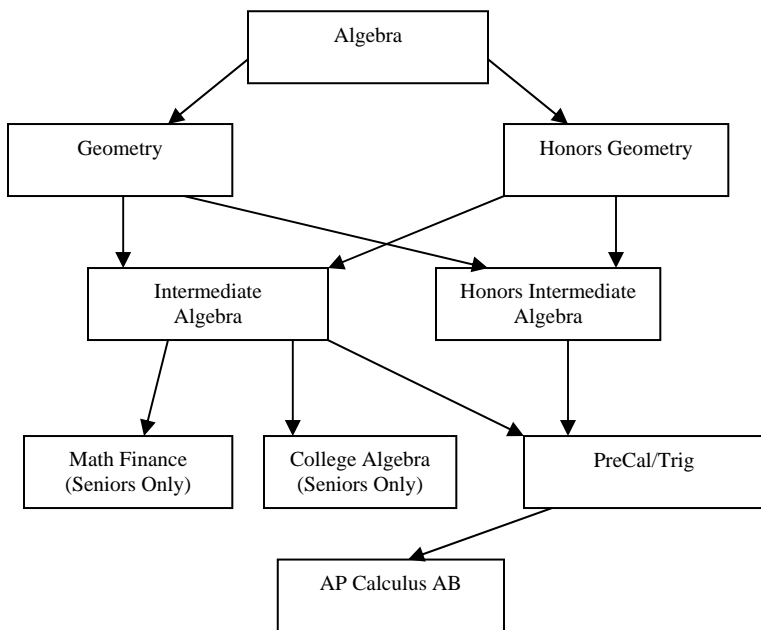 Algebra
Geometry
Honors Geometry
Intermediate
Algebra
Honors Intermediate
Algebra
Math Finance
(Seniors Only)
College Algebra
(Seniors Only)
PreCal/Trig
AP Calculus AB